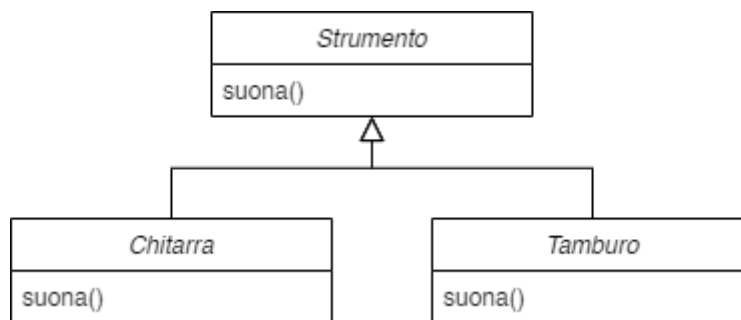 Strumento
suona()
Chitarra
suona()
Tamburo
suona()